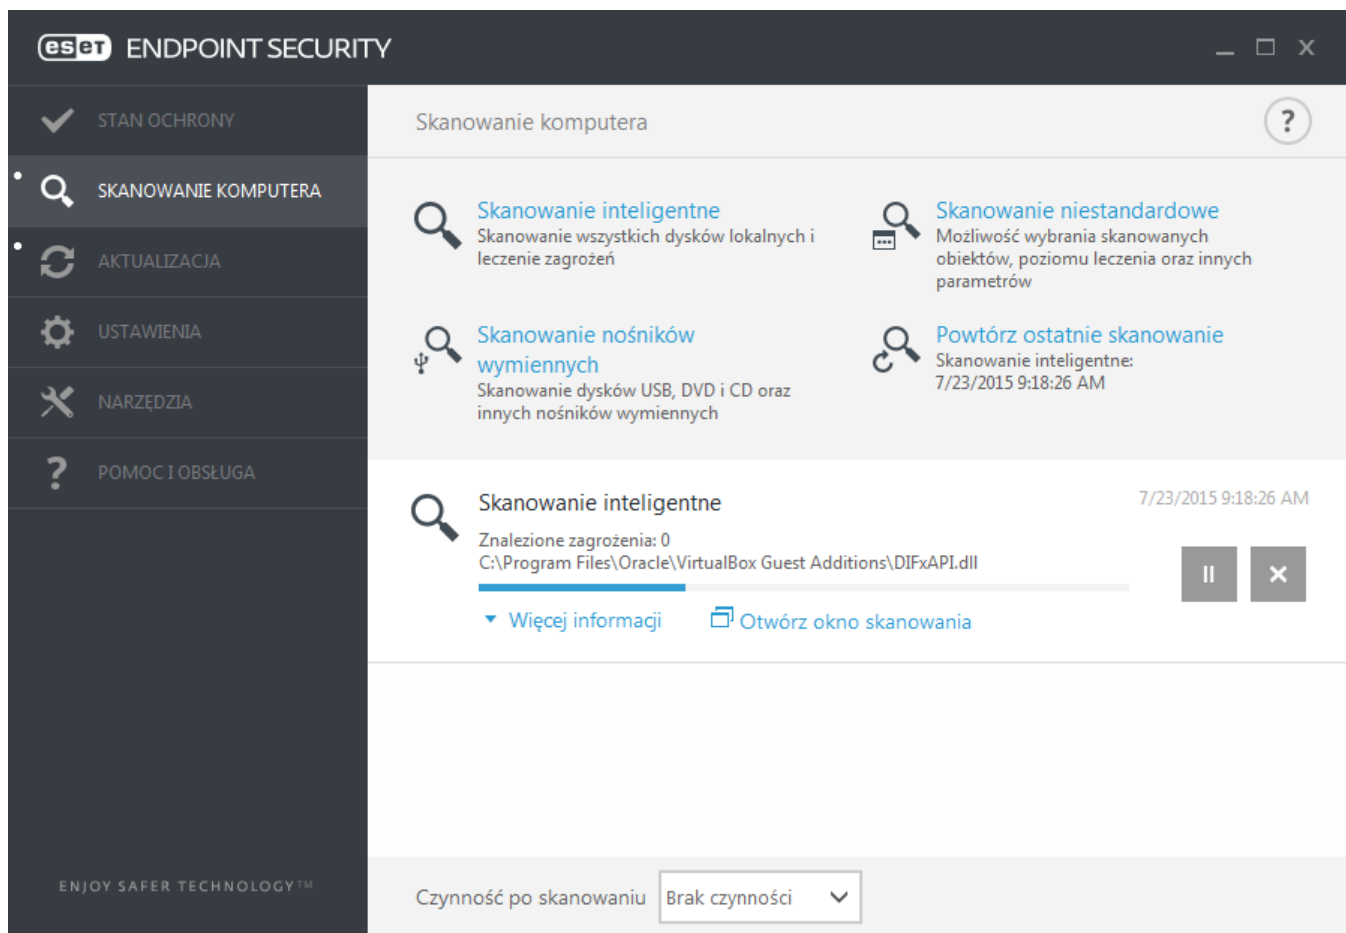 eset ENDPOINT SECURITY
STAN OCHRONY
SKANOWANIE KOMPUTERA
AKTUALIZACJA
USTAWIENIA
NARZĘDZIA
POMOC I OBSŁUGA
ENJOY SAFER TECHNOLOGY™
Skanowanie komputera
?
Skanowanie inteligentne
Skanowanie wszystkich dysków lokalnych i
leczenie zagrożeń
Skanowanie niestandardowe
Możliwość wybrania skanowanych
obiektów, poziomu leczenia oraz innych
parametrów
Skanowanie nośników
wymiennych
Skanowanie dysków USB, DVD i CD oraz
innych nośników wymiennych
Powtórz ostatnie skanowanie
Skanowanie inteligentne:
7/23/2015 9:18:26 AM
Skanowanie inteligentne
7/23/2015 9:18:26 AM
Znalezione zagrożenia: 0
C:\Program Files\Oracle\VirtualBox Guest Additions\DIFxAPI.dll
Więcej informacji
Otwórz okno skanowania
Czynność po skanowaniu
Brak czynności